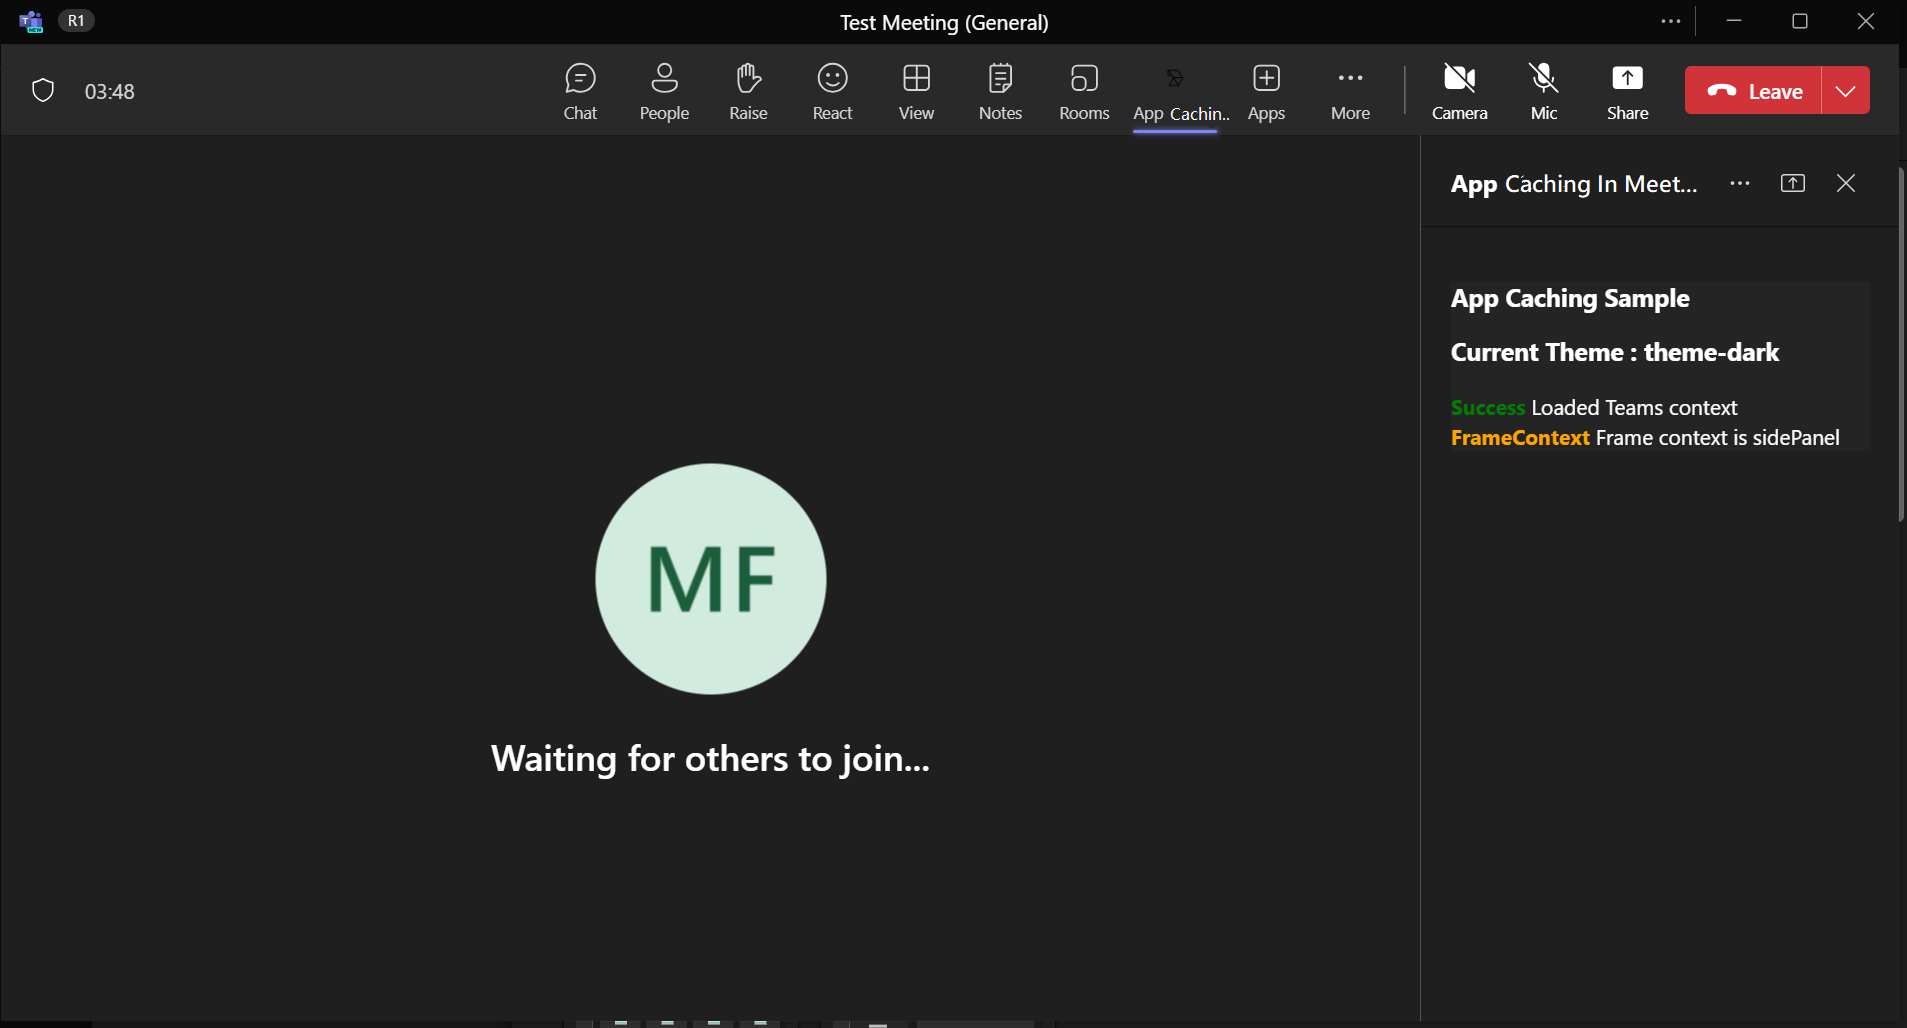 R1
Test Meeting (General)
03:48
Chat People Raise React View Notes Rooms App Cachin.. Apps More Camera Mic Share Leave
App Caching In Meet...
App Caching Sample
Current Theme : theme-dark
Success Loaded Teams context
FrameContext Frame context is sidePanel
MF
Waiting for others to join...